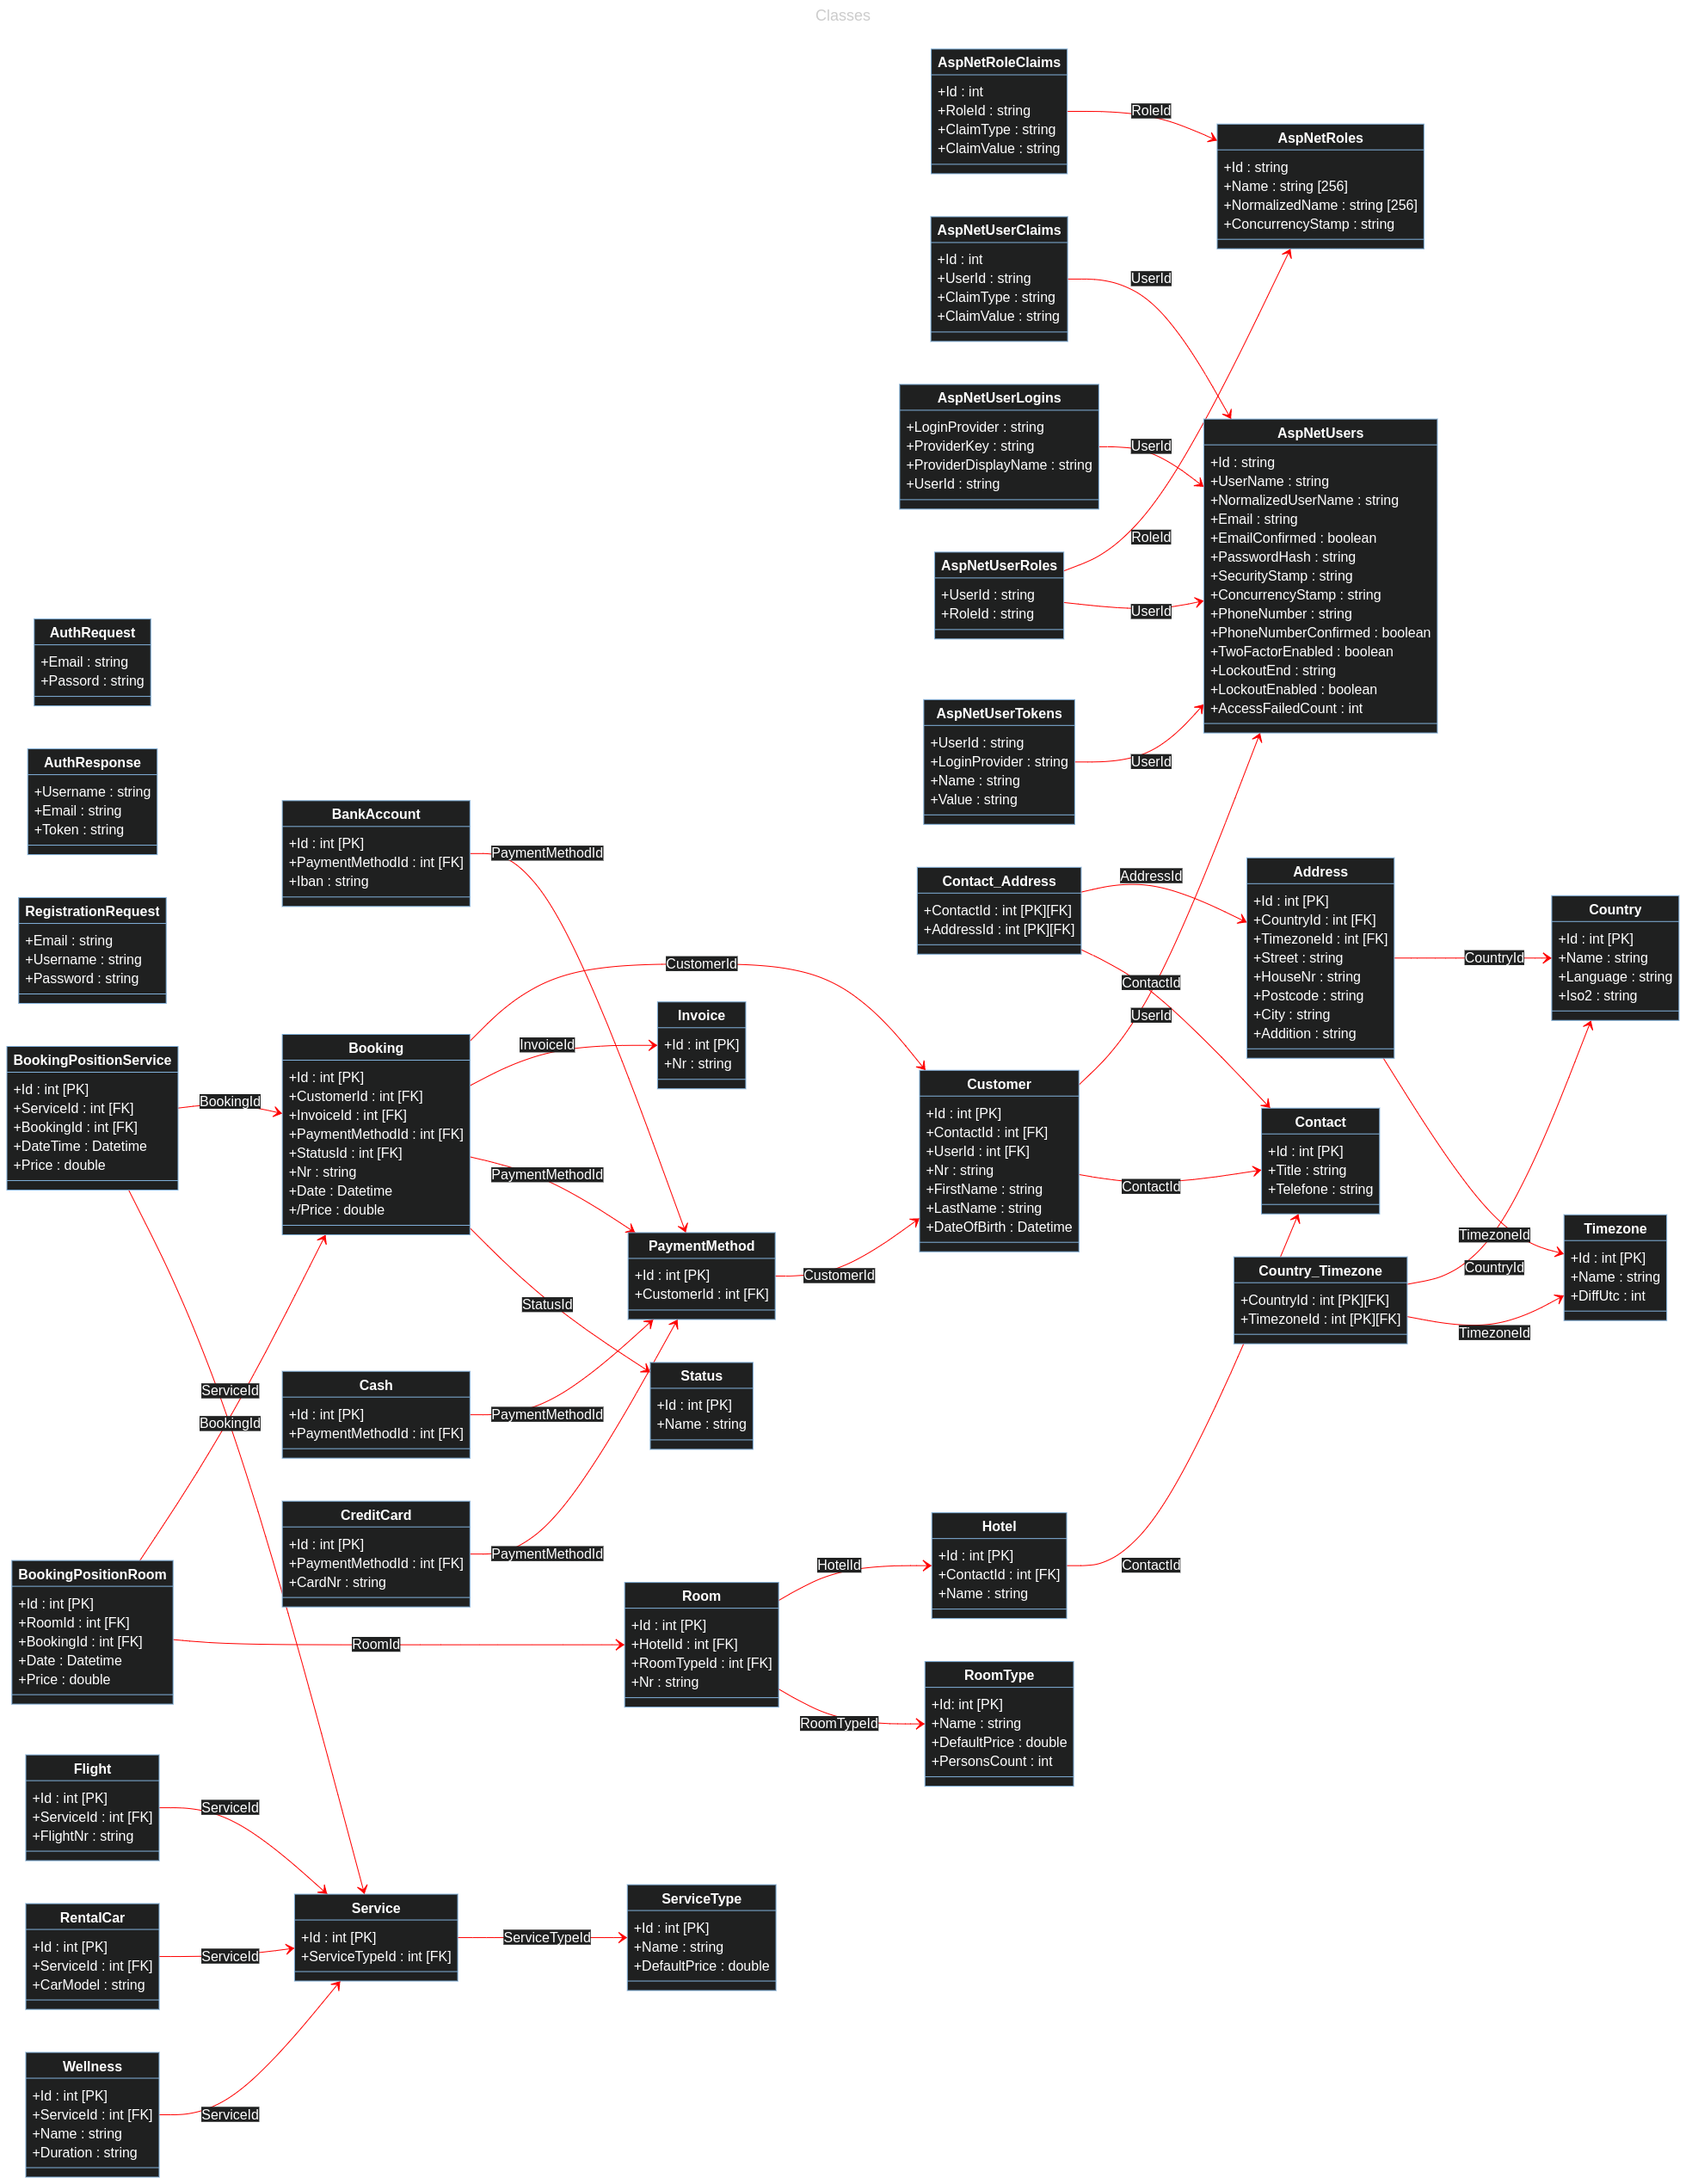 Classes
AspNetRoleClaims
+Id : int
+RoleId : string
+ClaimType : string
+ClaimValue : string
RoleId
AspNetRoles
+Id : string
+Name : string [256]
+NormalizedName : string [256]
+ConcurrencyStamp : string
AspNetUserClaims
+Id : int
+UserId : string
+ClaimType : string
+ClaimValue : string
UserId
AspNetUserLogins
+LoginProvider : string
+ProviderKey : string
+ProviderDisplayName : string
+UserId : string
UserId
AspNetUsers
+Id : string
+UserName : string
+NormalizedUserName : string
+Email : string
+EmailConfirmed : boolean
+PasswordHash : string
+SecurityStamp : string
+ConcurrencyStamp : string
+PhoneNumber : string
+PhoneNumberConfirmed : boolean
+TwoFactorEnabled : boolean
+LockoutEnd : string
+LockoutEnabled : boolean
+AccessFailedCount : int
AspNetUserRoles
+UserId : string
+RoleId : string
RoleId
UserId
AspNetUserTokens
+UserId : string
+LoginProvider : string
+Name : string
+Value : string
UserId
AuthRequest
+Email : string
+Passord : string
AuthResponse
+Username : string
+Email : string
+Token : string
RegistrationRequest
+Email : string
+Username : string
+Password : string
BankAccount
+Id : int [PK]
+PaymentMethodId : int [FK]
+Iban : string
PaymentMethodId
Contact_Address
+ContactId : int [PK][FK]
+AddressId : int [PK][FK]
AddressId
ContactId
UserId
Address
+Id : int [PK]
+CountryId : int [FK]
+TimezoneId : int [FK]
+Street : string
+HouseNr : string
+Postcode : string
+City : string
+Addition : string
CountryId
Country
+Id : int [PK]
+Name : string
+Language : string
+Iso2 : string
BookingPositionService
+Id : int [PK]
+ServiceId : int [FK]
+BookingId : int [FK]
+DateTime : Datetime
+Price : double
BookingId
Booking
+Id : int [PK]
+CustomerId : int [FK]
+InvoiceId : int [FK]
+PaymentMethodId : int [FK]
+StatusId : int [FK]
+Nr : string
+Date : Datetime
+/Price : double
CustomerId
InvoiceId
PaymentMethodId
StatusId
Invoice
+Id : int [PK]
+Nr : string
Customer
+Id : int [PK]
+ContactId : int [FK]
+UserId : int [FK]
+Nr : string
+FirstName : string
+LastName : string
+DateOfBirth : Datetime
ContactId
Contact
+Id : int [PK]
+Title : string
+Telefone : string
PaymentMethod
+Id : int [PK]
+CustomerId : int [FK]
CustomerId
Country_Timezone
+CountryId : int [PK][FK]
+TimezoneId : int [PK][FK]
TimezoneId
CountryId
TimezoneId
Timezone
+Id : int [PK]
+Name : string
+DiffUtc : int
Status
+Id : int [PK]
+Name : string
ServiceId
BookingId
Cash
+Id : int [PK]
+PaymentMethodId : int [FK]
PaymentMethodId
CreditCard
+Id : int [PK]
+PaymentMethodId : int [FK]
+CardNr : string
PaymentMethodId
BookingPositionRoom
+Id : int [PK]
+RoomId : int [FK]
+BookingId : int [FK]
+Date : Datetime
+Price : double
RoomId
Room
+Id : int [PK]
+HotelId : int [FK]
+RoomTypeId : int [FK]
+Nr : string
HotelId
RoomTypeId
Hotel
+Id : int [PK]
+ContactId : int [FK]
+Name : string
ContactId
RoomType
+Id: int [PK]
+Name : string
+DefaultPrice : double
+PersonsCount : int
Flight
+Id : int [PK]
+ServiceId : int [FK]
+FlightNr : string
ServiceId
RentalCar
+Id : int [PK]
+ServiceId : int [FK]
+CarModel : string
ServiceId
Service
+Id : int [PK]
+ServiceTypeId : int [FK]
ServiceTypeId
ServiceType
+Id : int [PK]
+Name : string
+DefaultPrice : double
Wellness
+Id : int [PK]
+ServiceId : int [FK]
+Name : string
+Duration : string
ServiceId